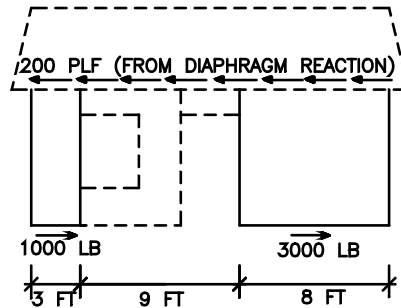 200 PLF (FROM DIAPHRAGM REACTION)
1000 LB
3000 LB
3 FT
9 FT
8 FT